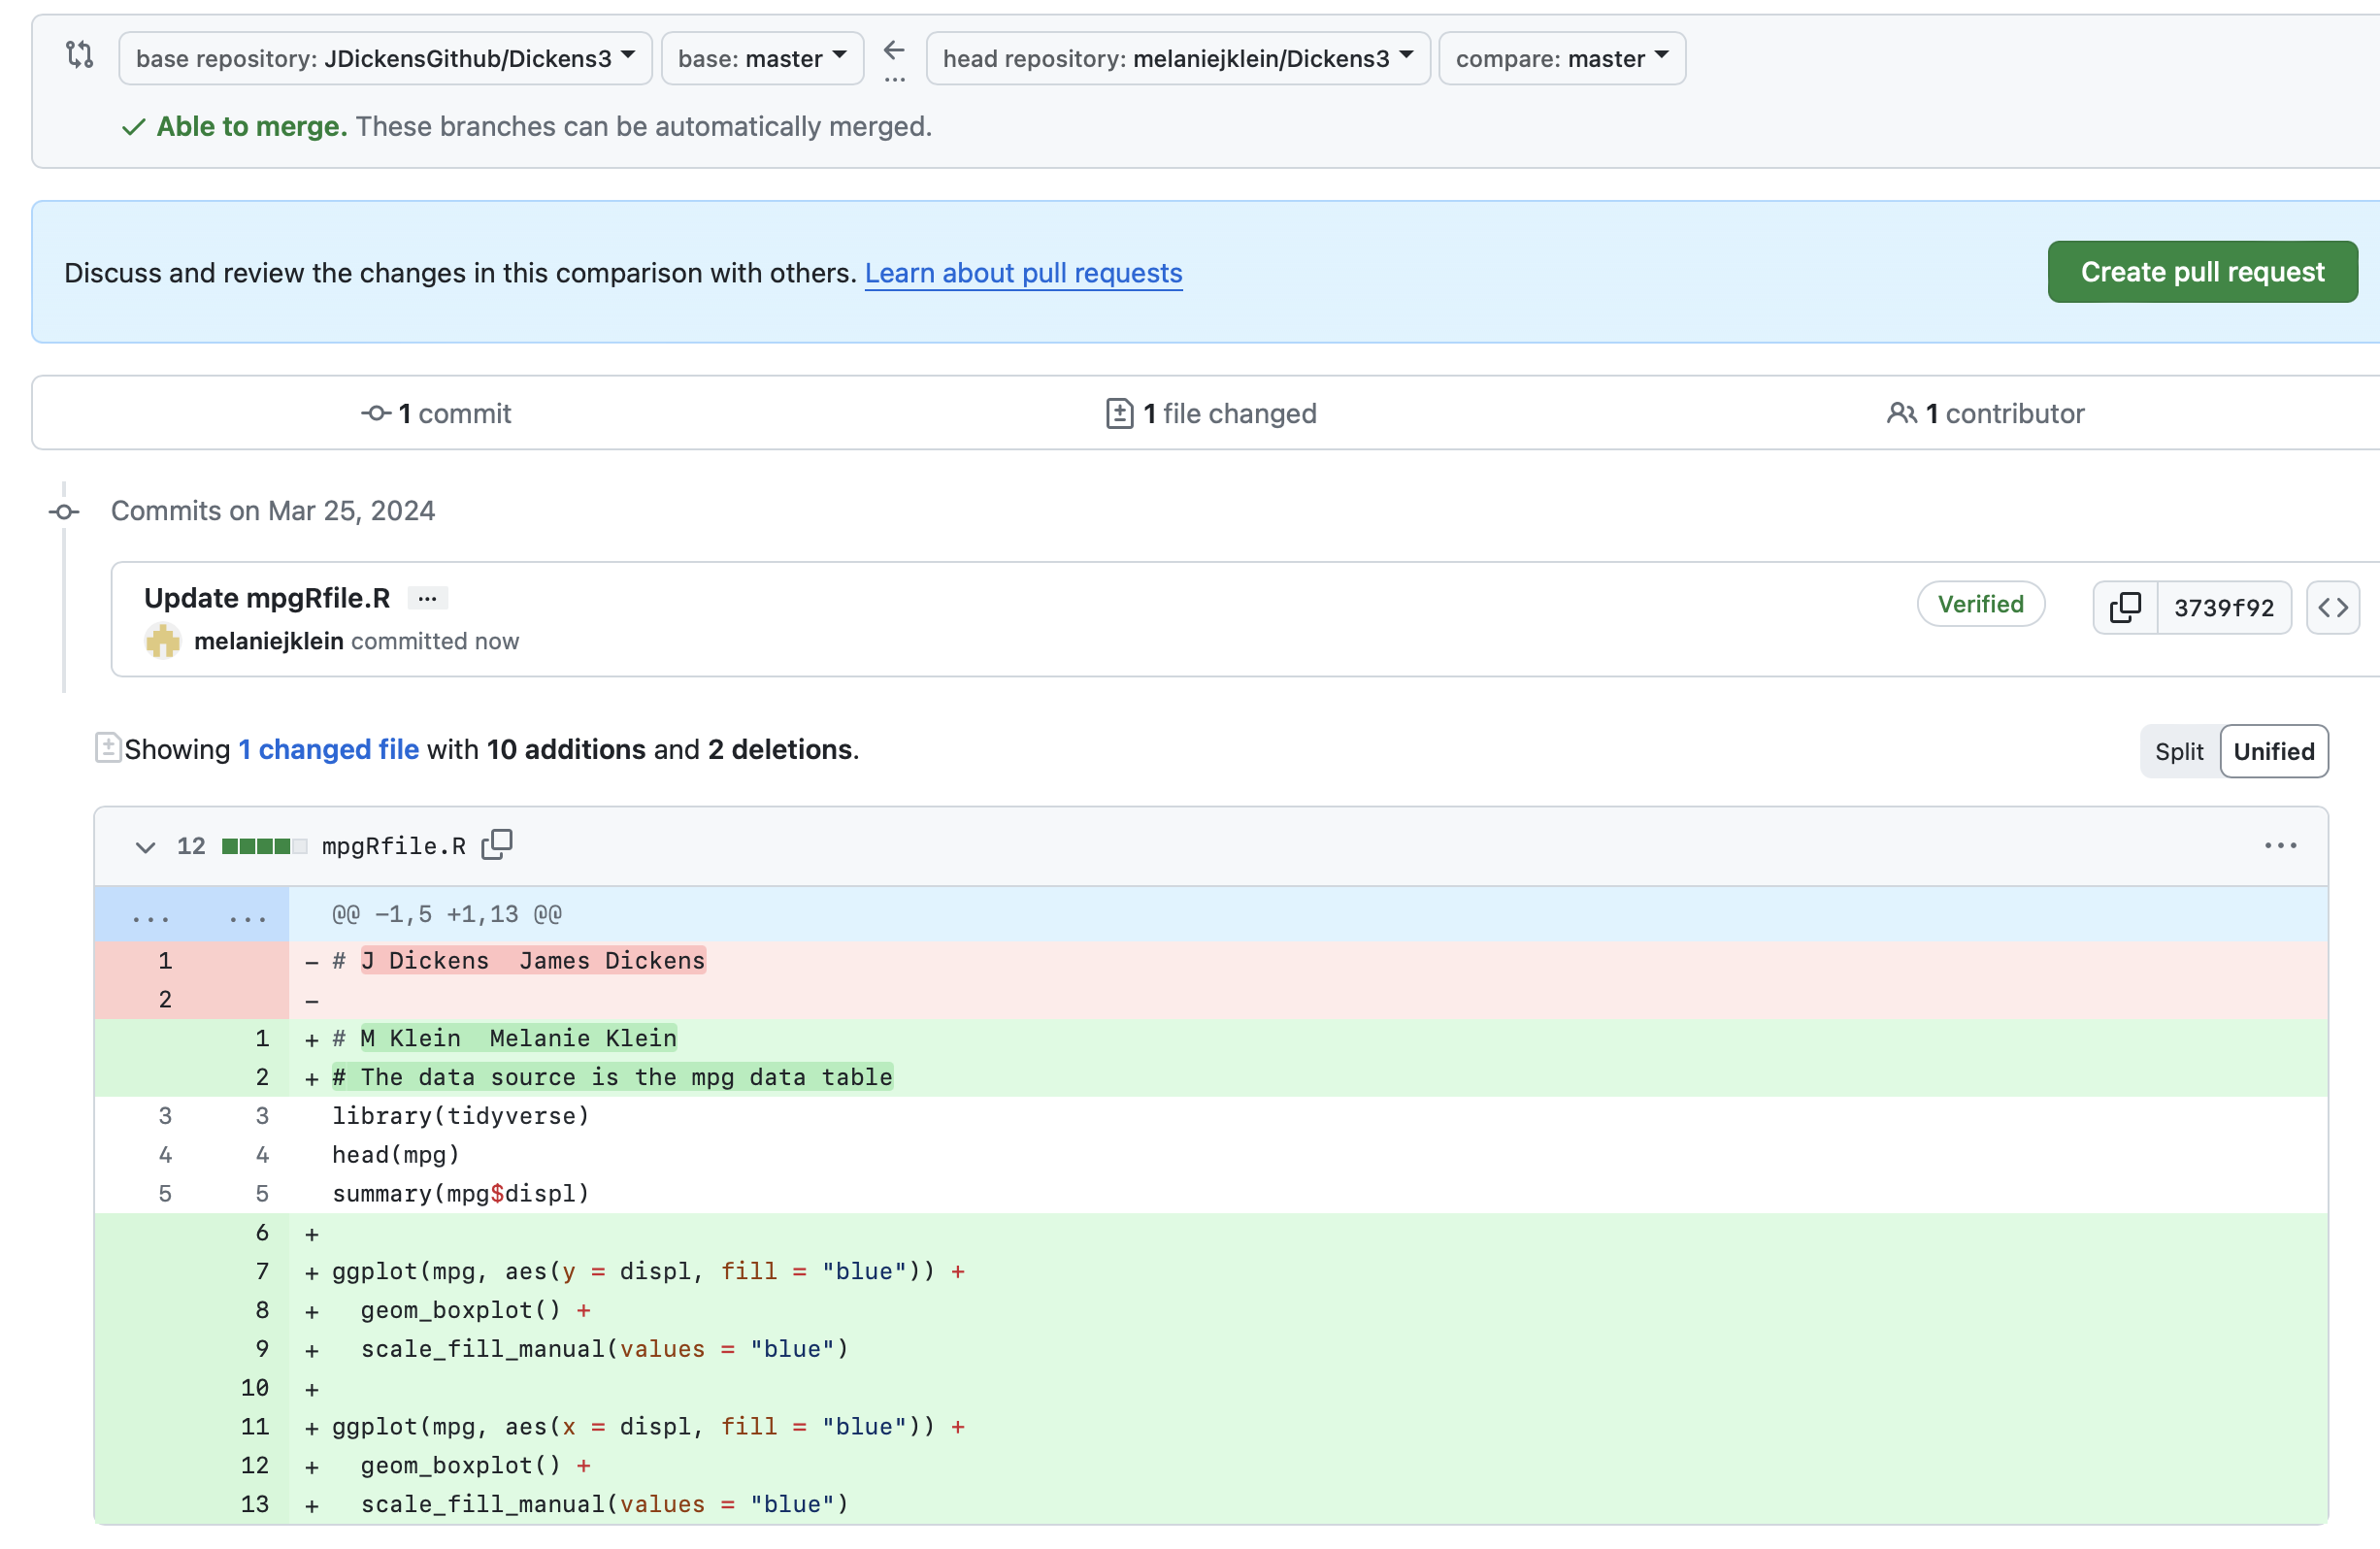 base repository: JDickensGithub/Dickens3 base: master ... head repository: melaniejklein/Dickens3 compare: master
Able to merge. These branches can be automatically merged.
Discuss and review the changes in this comparison with others. Learn about pull requests Create pull request
1 commit 1 file changed 1 contributor
Commits on Mar 25, 2024
Update mpgRfile.R ...
Verified 3739f92
melaniejklein committed now
Showing 1 changed file with 10 additions and 2 deletions. Split Unified
12 mpgRfile.R ...
... ... @@ -1,5 +1,13 @@
1 - # J Dickens  James Dickens
2 -
1 + # M Klein  Melanie Klein
2 + # The data source is the mpg data table
3 3 library(tidyverse)
4 4 head(mpg)
5 5 summary(mpg$displ)
6 +
7 + ggplot(mpg, aes(y = displ, fill = "blue")) +
8 +   geom_boxplot() +
9 +   scale_fill_manual(values = "blue")
10 +
11 + ggplot(mpg, aes(x = displ, fill = "blue")) +
12 +   geom_boxplot() +
13 +   scale_fill_manual(values = "blue")